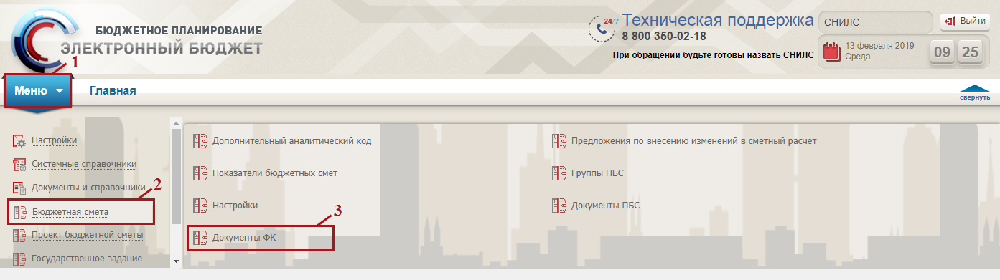 БЮДЖЕТНОЕ ПЛАНИРОВАНИЕ
ЭЛЕКТРОННЫЙ БЮДЖЕТ
24/7
Техническая поддержка
8 800 350-02-18
При обращении будьте готовы назвать СНИЛС
СНИЛС
Выйти
13 февраля 2019
Среда
09 25
1
Меню
Главная
свернуть
Настройки
Системные справочники
Документы и справочники
2
Бюджетная смета
Проект бюджетной сметы
Государственное задание
Дополнительный аналитический код
Показатели бюджетных смет
Настройки
3
Документы ФК
Предложения по внесению изменений в сметный расчет
Группы ПБС
Документы ПБС